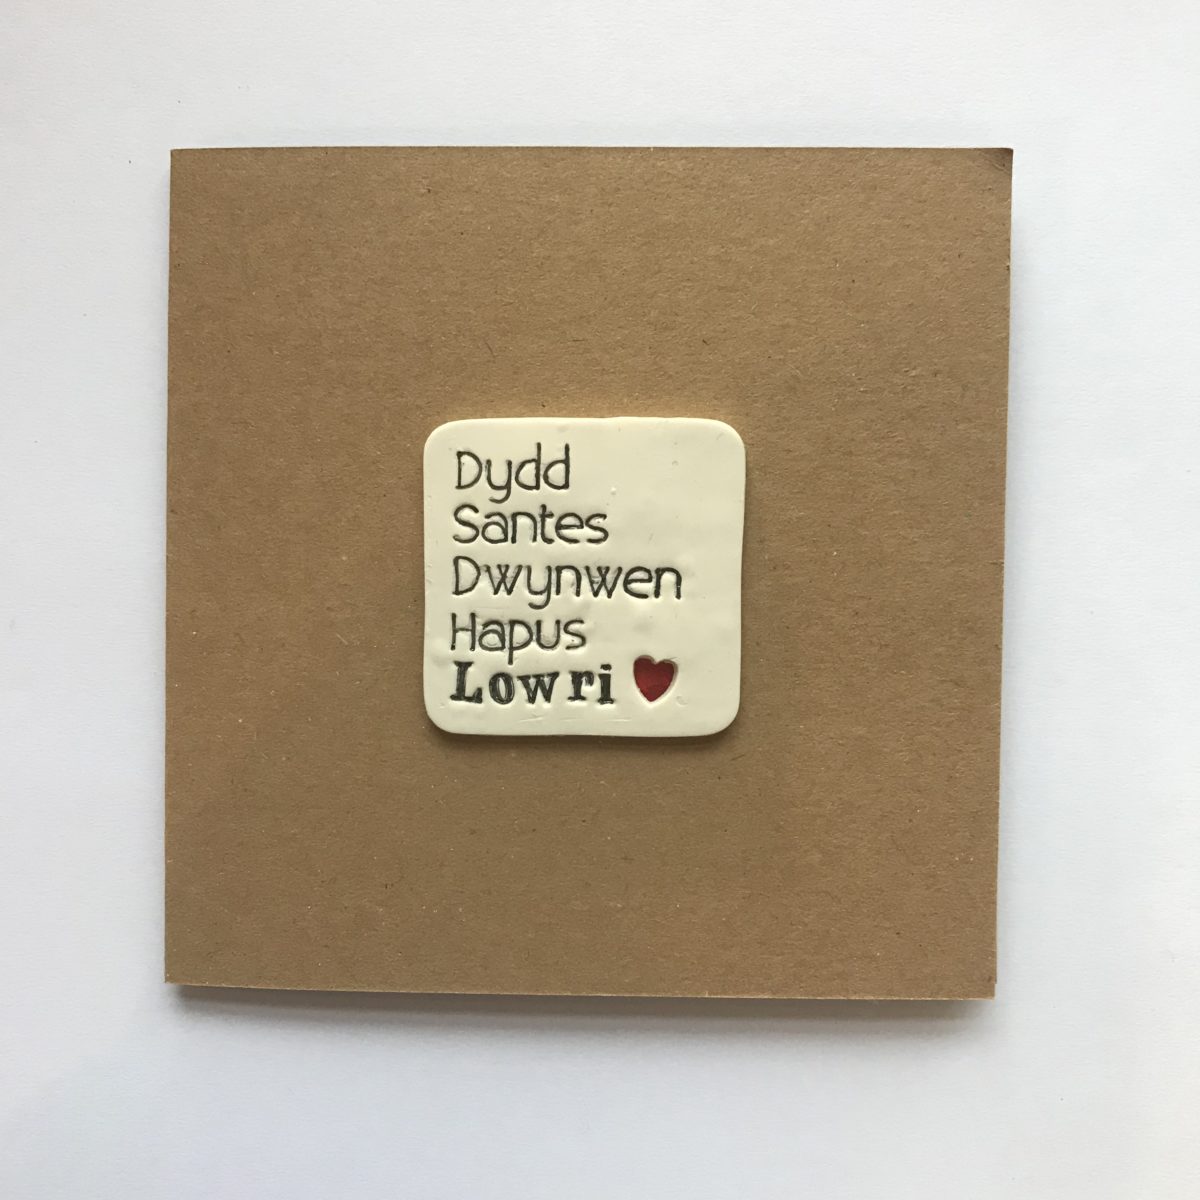 Dydd
Santes
Dwynwen
Hapus
Lowri